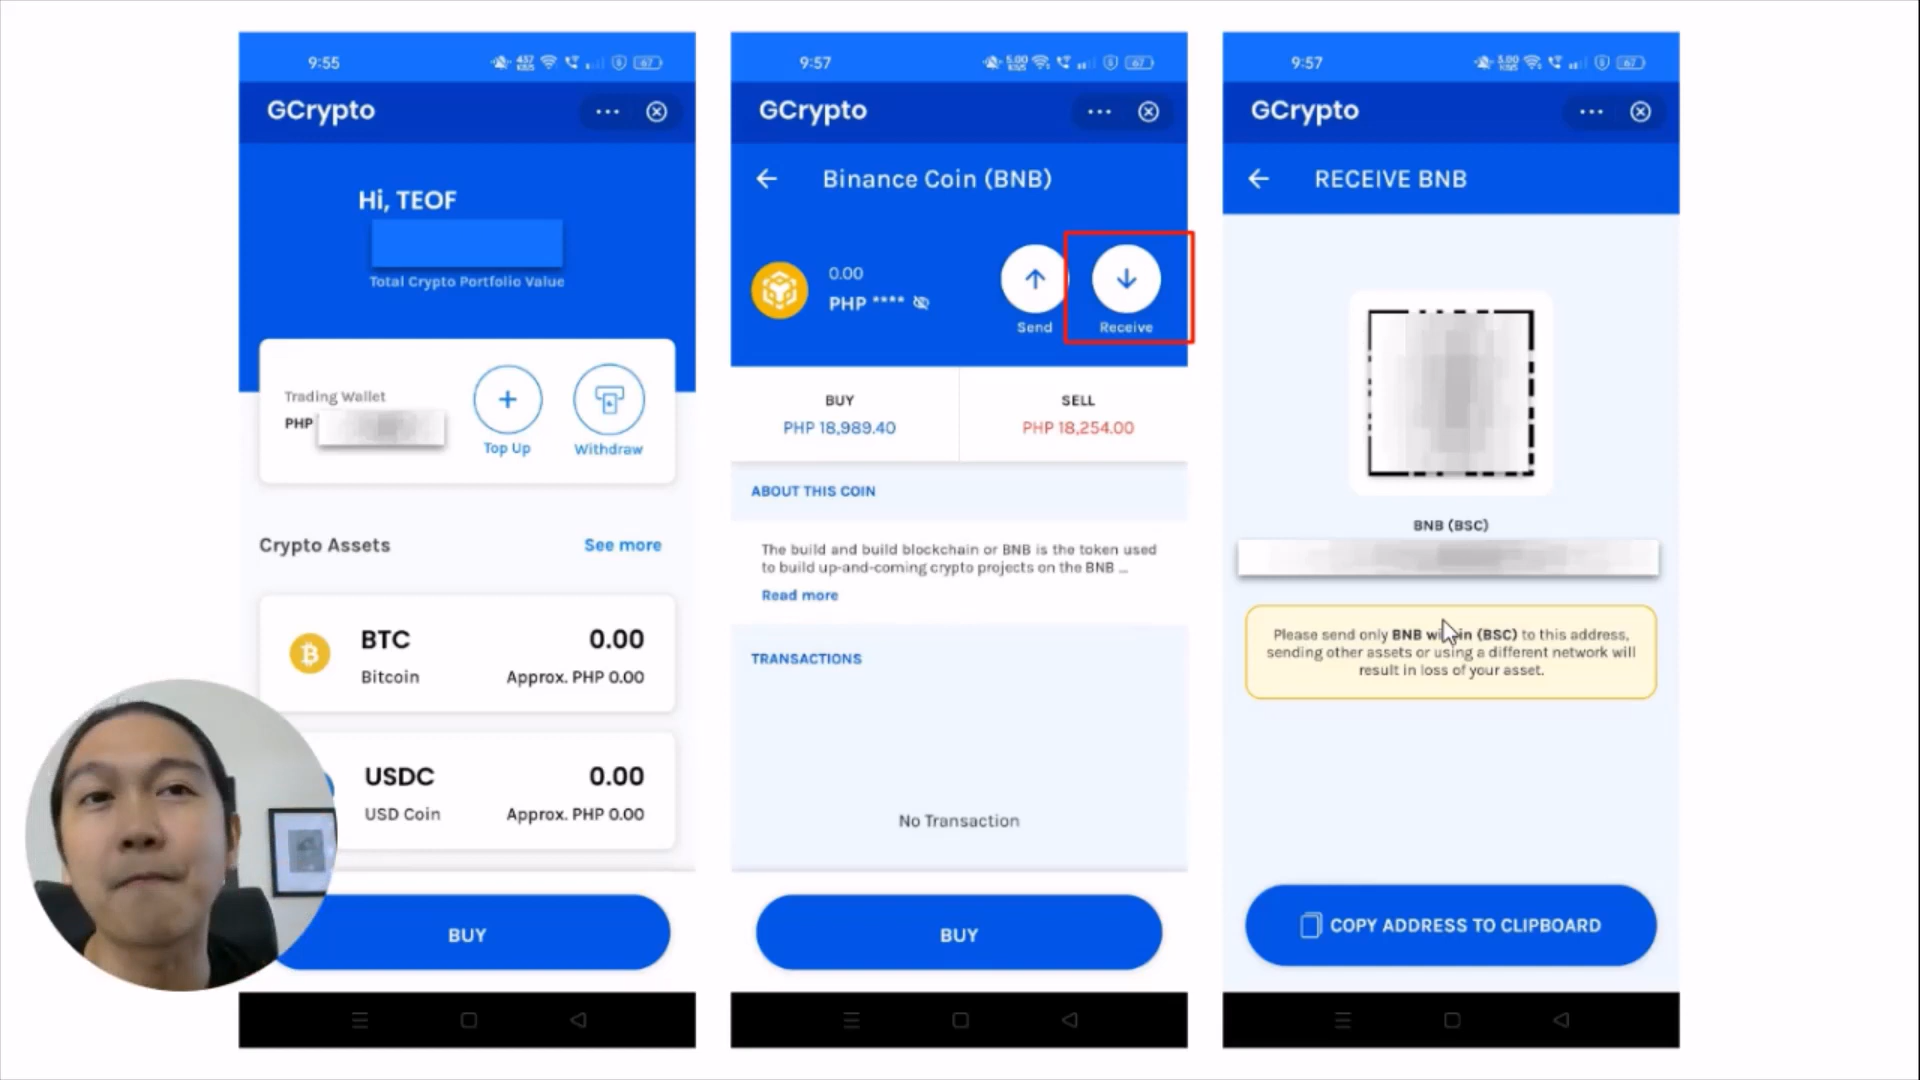 9:55
GCrypto
Hi, TEOF
Total Crypto Portfolio Value
Trading Wallet
PHP
Top Up
Withdraw
Crypto Assets
See more
BTC
0.00
Bitcoin
Approx. PHP 0.00
USDC
0.00
USD Coin
Approx. PHP 0.00
BUY
9:57
GCrypto
Binance Coin (BNB)
0.00
PHP ****
Send
Receive
BUY
PHP 18,989.40
SELL
PHP 18,254.00
ABOUT THIS COIN
The build and build blockchain or BNB is the token used
to build up-and-coming crypto projects on the BNB ...
Read more
TRANSACTIONS
No Transaction
BUY
9:57
GCrypto
RECEIVE BNB
BNB (BSC)
Please send only BNB within (BSC) to this address,
sending other assets or using a different network will
result in loss of your asset.
COPY ADDRESS TO CLIPBOARD